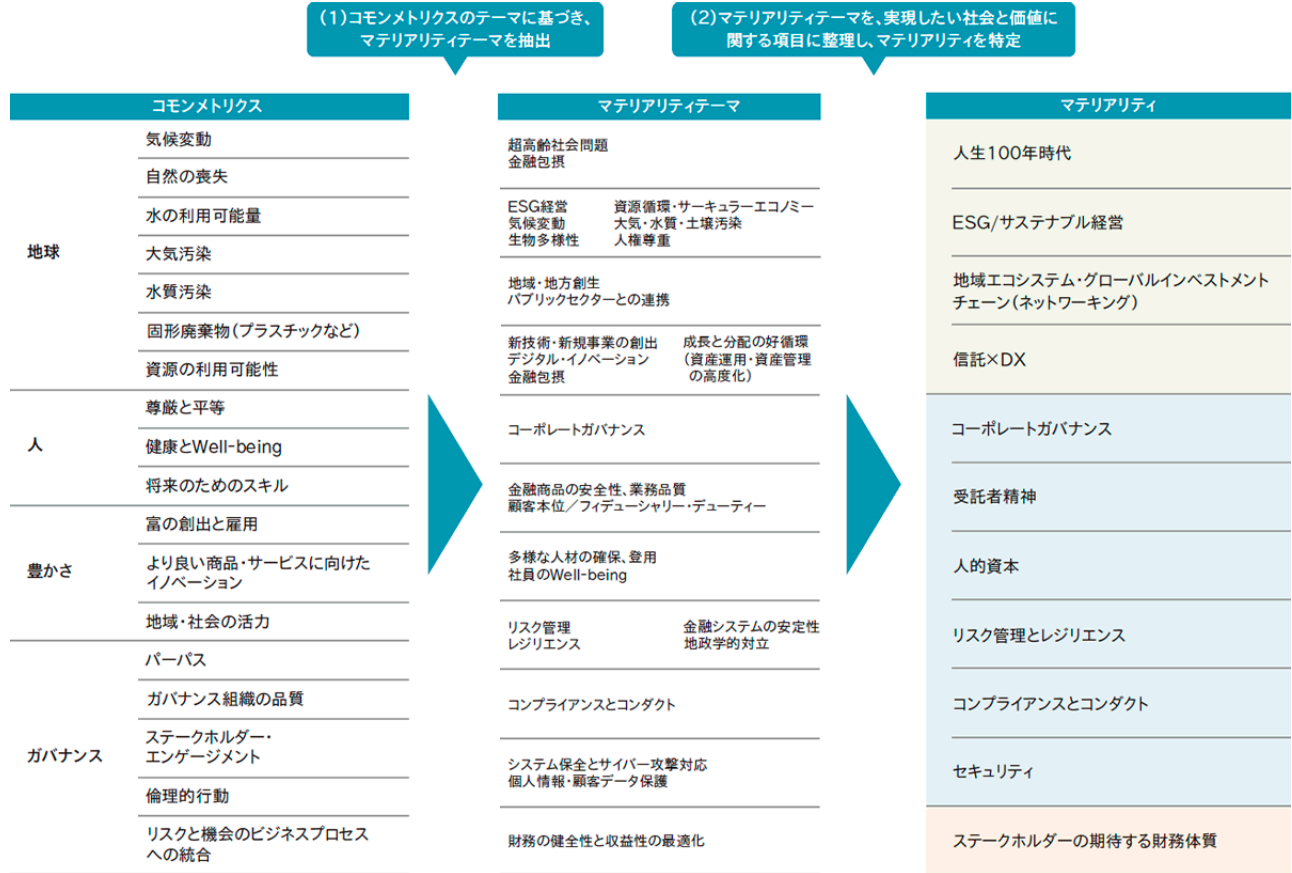 (1)コモンメトリクスのテーマに基づき、
マテリアリティテーマを抽出
(2)マテリアリティテーマを、実現したい社会と価値に
関する項目に整理し、マテリアリティを特定
コモンメトリクス
地球
気候変動
自然の喪失
水の利用可能量
大気汚染
水質汚染
固形廃棄物(プラスチックなど)
資源の利用可能性
人
尊厳と平等
健康とWell-being
将来のためのスキル
豊かさ
富の創出と雇用
より良い商品・サービスに向けた
イノベーション
地域・社会の活力
ガバナンス
パーパス
ガバナンス組織の品質
ステークホルダー・
エンゲージメント
倫理的行動
リスクと機会のビジネスプロセス
への統合
マテリアリティテーマ
超高齢社会問題
金融包摂
ESG経営 資源循環・サーキュラーエコノミー
気候変動 大気・水質・土壌汚染
生物多様性 人権尊重
地域・地方創生
パブリックセクターとの連携
新技術・新規事業の創出 成長と分配の好循環
デジタル・イノベーション (資産運用・資産管理
金融包摂 の高度化)
コーポレートガバナンス
金融商品の安全性、業務品質
顧客本位／フィデューシャリー・デューティー
多様な人材の確保、登用
社員のWell-being
リスク管理 金融システムの安定性
レジリエンス 地政学的対立
コンプライアンスとコンダクト
システム保全とサイバー攻撃対応
個人情報・顧客データ保護
財務の健全性と収益性の最適化
マテリアリティ
人生100年時代
ESG/サステナブル経営
地域エコシステム・グローバルインベストメント
チェーン(ネットワーキング)
信託×DX
コーポレートガバナンス
受託者精神
人的資本
リスク管理とレジリエンス
コンプライアンスとコンダクト
セキュリティ
ステークホルダーの期待する財務体質